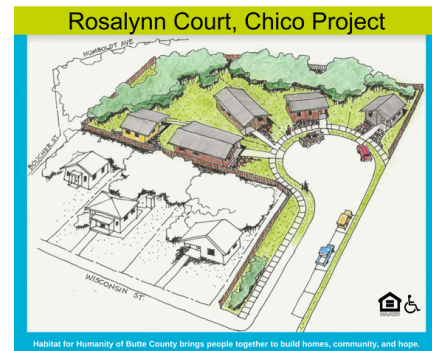 Rosalynn Court, Chico Project
HUMBOLDT AVE
BOUCHER ST
WISCONSIN ST.
Habitat for Humanity of Butte County brings people together to build homes, community, and hope.